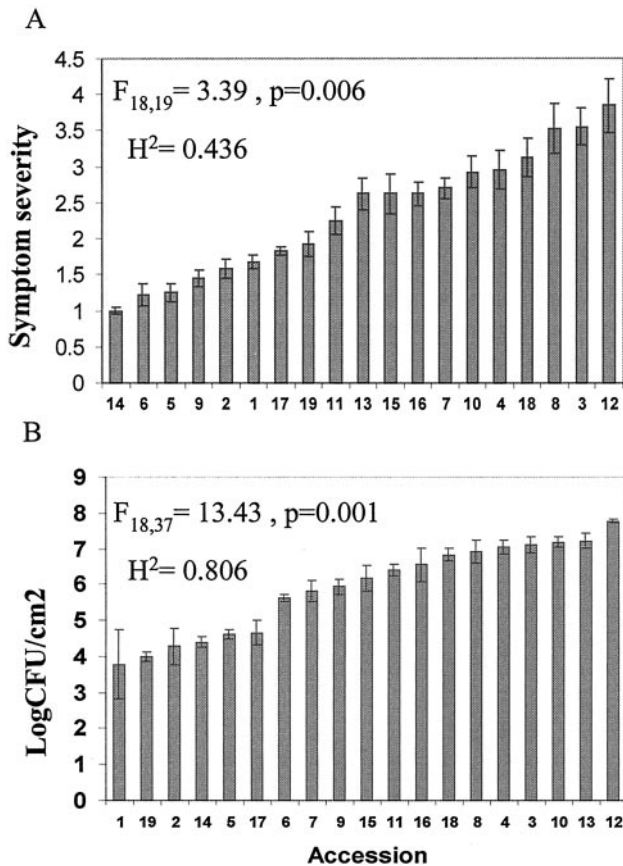 A
4.5
4
3.5
3
2.5
2
1.5
1
0.5
0
Symptom severity
F18,19= 3.39 , p=0.006
H2= 0.436
14 6 5 9 2 1 17 19 11 13 15 16 7 10 4 18 8 3 12
B
9
8
7
6
5
4
3
2
1
0
LogCFU/cm2
F18,37= 13.43 , p=0.001
H2= 0.806
1 19 2 14 5 17 6 7 9 15 11 16 18 8 4 3 10 13 12
Accession